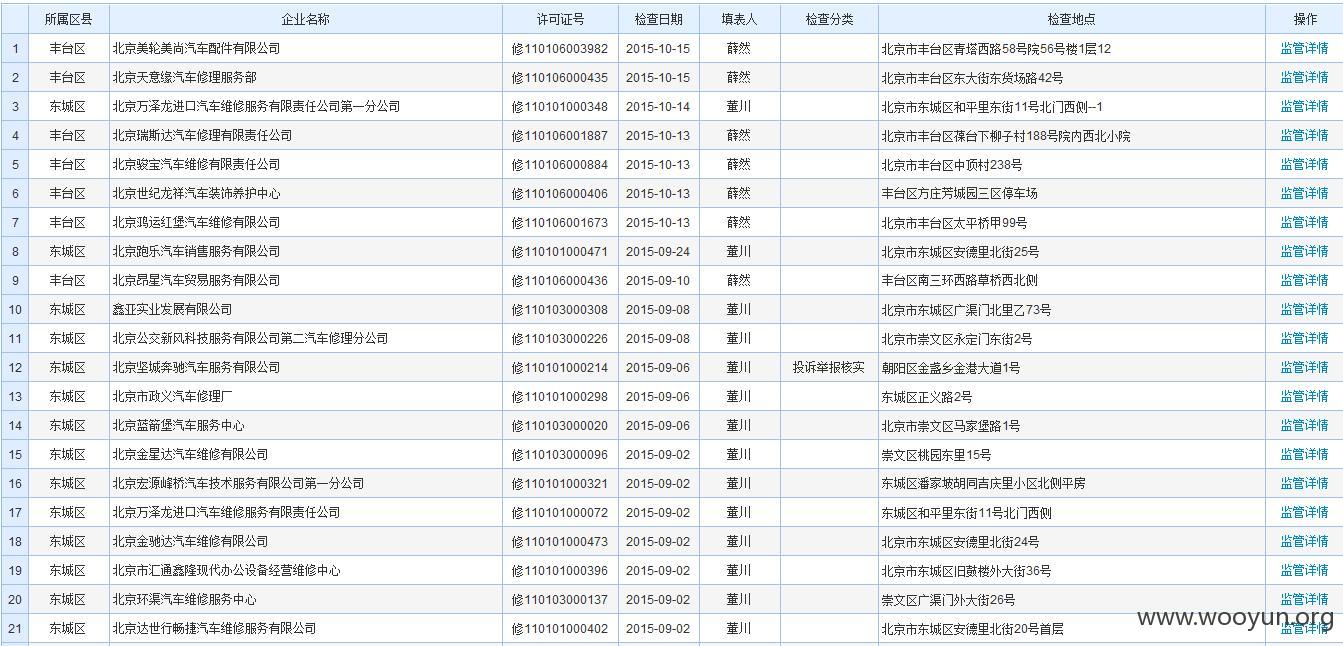 所属区县 企业名称 许可证号 检查日期 填表人 检查分类 检查地点 操作
1 丰台区 北京美轮美尚汽车配件有限公司 修110106003982 2015-10-15 薛然 北京市丰台区青塔西路58号院56号楼1层12 监管详情
2 丰台区 北京天意缘汽车修理服务部 修110106000435 2015-10-15 薛然 北京市丰台区东大街东货场路42号 监管详情
3 东城区 北京万泽龙进口汽车维修服务有限责任公司第一分公司 修110101000348 2015-10-14 董川 北京市东城区和平里东街11号北门西侧--1 监管详情
4 丰台区 北京瑞斯达汽车修理有限责任公司 修110106001887 2015-10-13 薛然 北京市丰台区葆台下柳子村188号院内西北小院 监管详情
5 丰台区 北京骏宝汽车维修有限责任公司 修110106000884 2015-10-13 薛然 北京市丰台区中顶村238号 监管详情
6 丰台区 北京世纪龙祥汽车装饰养护中心 修110106000406 2015-10-13 薛然 丰台区方庄芳城园三区停车场 监管详情
7 丰台区 北京鸿运红堡汽车维修有限公司 修110106001673 2015-10-13 薛然 北京市丰台区太平桥甲99号 监管详情
8 东城区 北京跑乐汽车销售服务有限公司 修110101000471 2015-09-24 董川 北京市东城区安德里北街25号 监管详情
9 丰台区 北京昂星汽车贸易服务有限公司 修110106000436 2015-09-10 薛然 丰台区南三环西路草桥西北侧 监管详情
10 东城区 鑫亚实业发展有限公司 修110103000308 2015-09-08 董川 北京市东城区广渠门北里乙73号 监管详情
11 东城区 北京公交新风科技服务有限公司第二汽车修理分公司 修110103000226 2015-09-08 董川 北京市崇文区永定门东街2号 监管详情
12 东城区 北京坚城奔驰汽车服务有限公司 修110101000214 2015-09-06 董川 投诉举报核实 朝阳区金盏乡金港大道1号 监管详情
13 东城区 北京市政义汽车修理厂 修110101000298 2015-09-06 董川 东城区正义路2号 监管详情
14 东城区 北京蓝箭堡汽车服务中心 修110103000020 2015-09-06 董川 北京市崇文区马家堡路1号 监管详情
15 东城区 北京金星达汽车维修有限公司 修110103000096 2015-09-02 董川 崇文区桃园东里15号 监管详情
16 东城区 北京宏源峰桥汽车技术服务有限公司第一分公司 修110101000321 2015-09-02 董川 东城区潘家坡胡同吉庆里小区北侧平房 监管详情
17 东城区 北京万泽龙进口汽车维修服务有限责任公司 修110101000072 2015-09-02 董川 东城区和平里东街11号北门西侧 监管详情
18 东城区 北京金驰达汽车维修有限公司 修110101000473 2015-09-02 董川 北京市东城区安德里北街24号 监管详情
19 东城区 北京市汇通鑫隆现代办公设备经营维修中心 修110101000396 2015-09-02 董川 北京市东城区旧鼓楼外大街36号 监管详情
20 东城区 北京环渠汽车维修服务中心 修110103000137 2015-09-02 董川 崇文区广渠门外大街26号 监管详情
21 东城区 北京达世行畅捷汽车维修服务有限公司 修110101000402 2015-09-02 董川 北京市东城区安德里北街20号首层 监管详情
www.wooyun.org